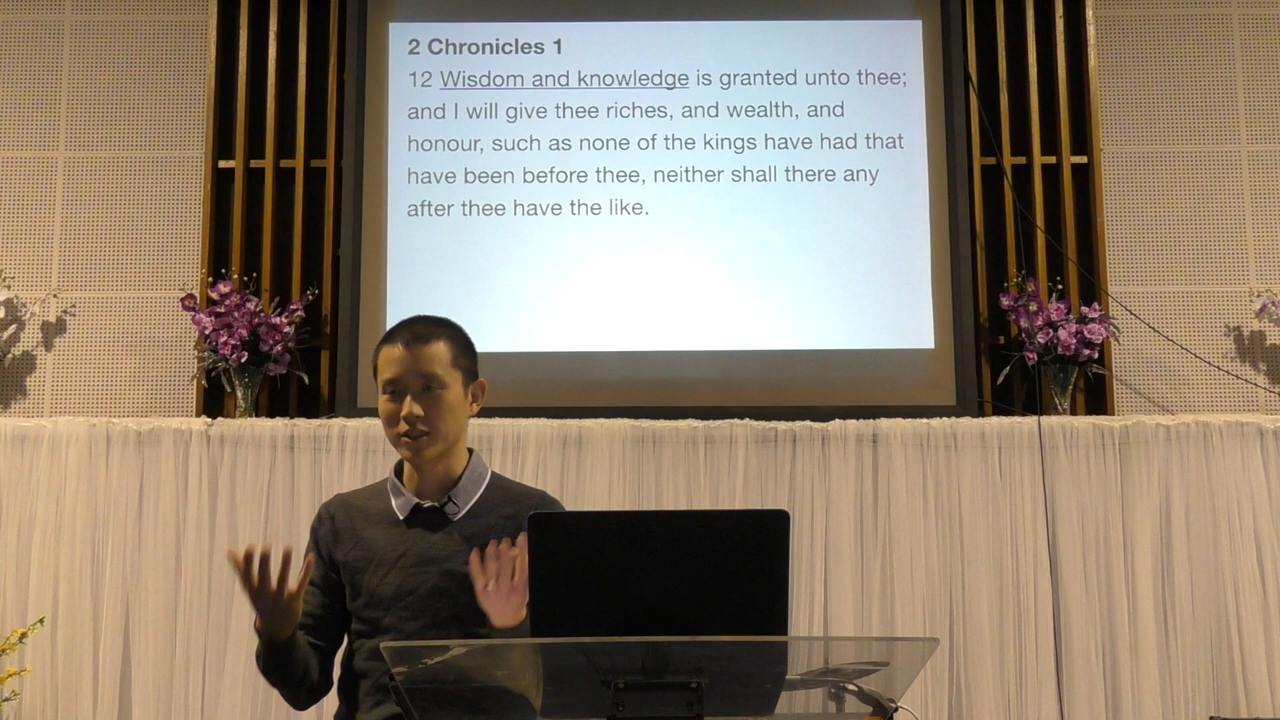 2 Chronicles 1
12 Wisdom and knowledge is granted unto thee;
and I will give thee riches, and wealth, and
honour, such as none of the kings have had that
have been before thee, neither shall there any
after thee have the like.